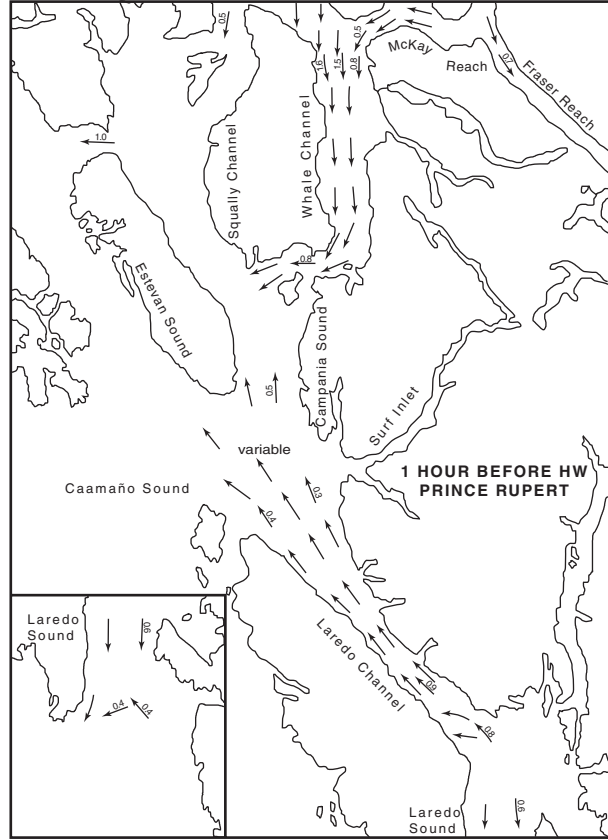 0.5
0.5
McKay
Reach
0.7
Fraser Reach
1.6
1.5
0.8
1.0
Squally Channel
Whale Channel
0.8
Estevan Sound
Campania Sound
0.5
Surf Inlet
variable
1 HOUR BEFORE HW
PRINCE RUPERT
Caamaño Sound
0.3
0.4
Laredo
Sound
0.6
0.4
0.4
Laredo Channel
0.9
0.8
Laredo
Sound
0.6